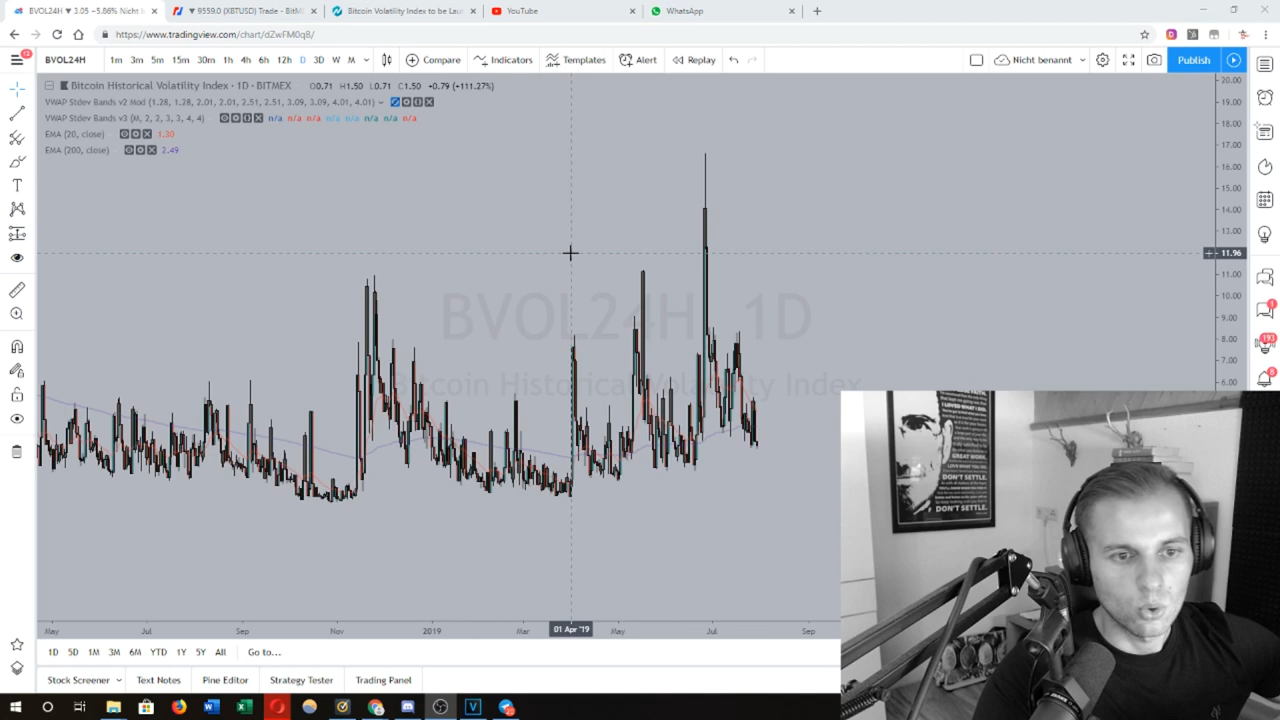 BVOL24H ▼ 3.05 −5.86% Nicht b
▼ 9559.0 (XBTUSD) Trade - BitM
Bitcoin Volatility Index to be Lau
YouTube
WhatsApp
https://www.tradingview.com/chart/dZwFM0q8/
BVOL24H
1m 3m 5m 15m 30m 1h 4h 6h 12h D 3D W M
Compare
Indicators
Templates
Alert
Replay
Nicht benannt
Publish
Bitcoin Historical Volatility Index · 1D · BITMEX O0.71 H1.50 L0.71 C1.50 +0.79 (+111.27%)
VWAP Stdev Bands v2 Mod (1.28, 1.28, 2.01, 2.01, 2.51, 2.51, 3.09, 3.09, 4.01, 4.01)
VWAP Stdev Bands v3 (M, 2, 2, 3, 3, 4, 4) n/a n/a n/a n/a n/a n/a n/a n/a
EMA (20, close) 1.30
EMA (200, close) 2.49
BVOL24H, 1D
Bitcoin Historical Volatility Index
20.00
19.00
18.00
17.00
16.00
15.00
14.00
13.00
11.96
11.00
10.00
9.00
8.00
7.00
6.00
1
193
8
May Jul Sep Nov 2019 Mar 01 Apr '19 May Jul Sep
1D 5D 1M 3M 6M YTD 1Y 5Y All Go to...
Stock Screener Text Notes Pine Editor Strategy Tester Trading Panel
I LOVE WHAT I DO.
GREAT WORK
DON'T SETTLE.
DON'T SETTLE.